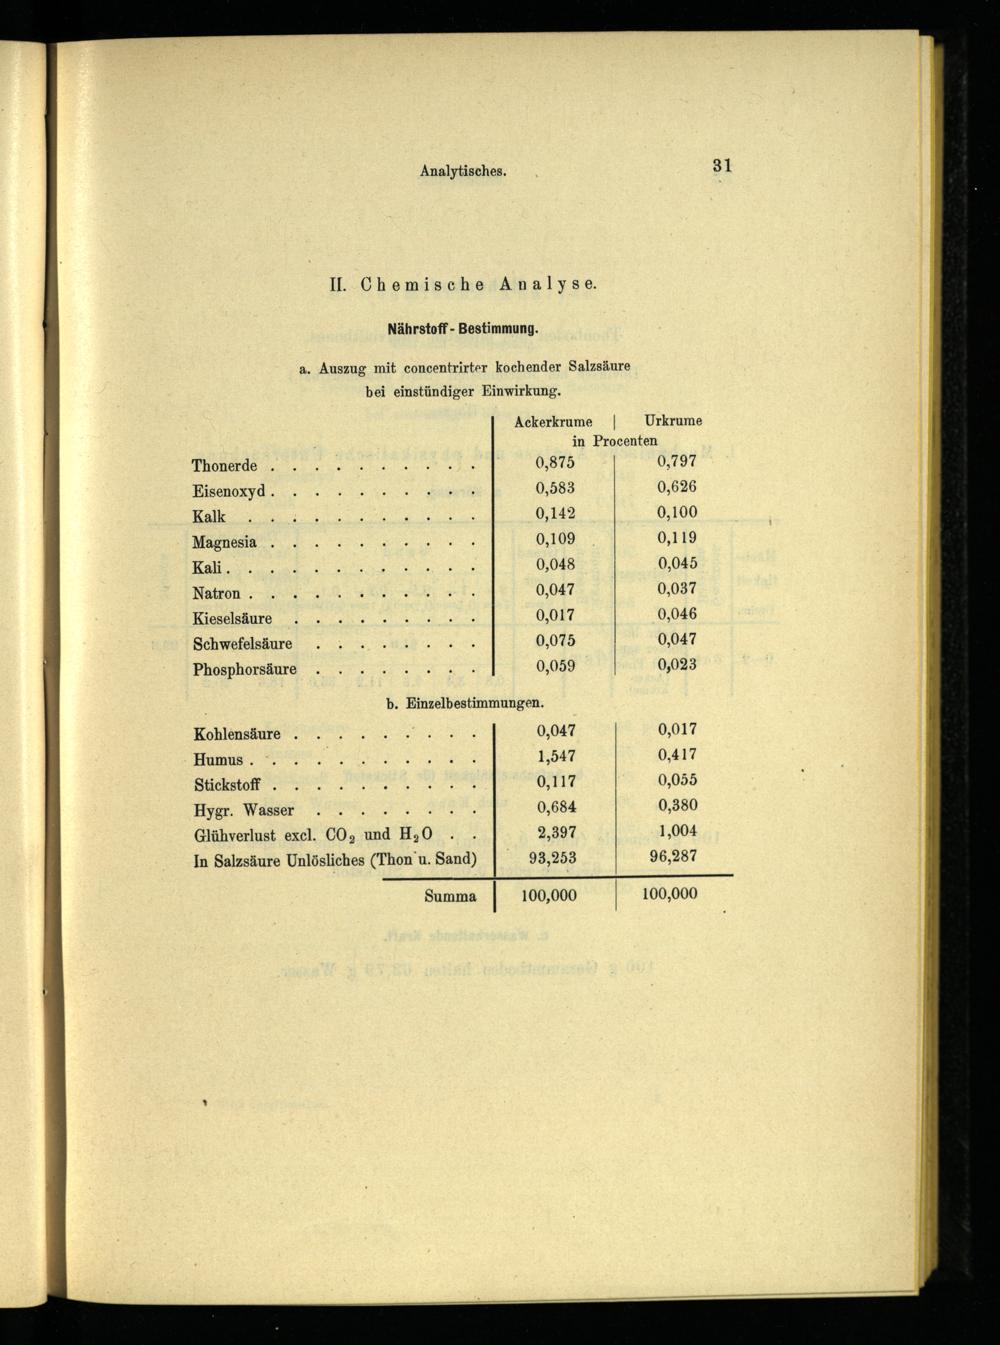 Analytisches. 31
II. Chemische Analyse.
Nährstoff-Bestimmung.
a. Auszug mit concentrirter kochender Salzsäure
bei einstündiger Einwirkung.
Ackerkrume | Urkrume
in Procenten
Thonerde . . . . . . . . . . 0,875 0,797
Eisenoxyd . . . . . . . . . . 0,583 0,626
Kalk . . . . . . . . . . . 0,142 0,100
Magnesia . . . . . . . . . . 0,109 0,119
Kali . . . . . . . . . . . . 0,048 0,045
Natron . . . . . . . . . . . 0,047 0,037
Kieselsäure . . . . . . . . . 0,017 0,046
Schwefelsäure . . . . . . . . 0,075 0,047
Phosphorsäure . . . . . . . . 0,059 0,023
b. Einzelbestimmungen.
Kohlensäure . . . . . . . . . 0,047 0,017
Humus . . . . . . . . . . . 1,547 0,417
Stickstoff . . . . . . . . . . 0,117 0,055
Hygr. Wasser . . . . . . . . 0,684 0,380
Glühverlust excl. CO₂ und H₂O . . 2,397 1,004
In Salzsäure Unlösliches (Thon u. Sand) 93,253 96,287
Summa 100,000 100,000